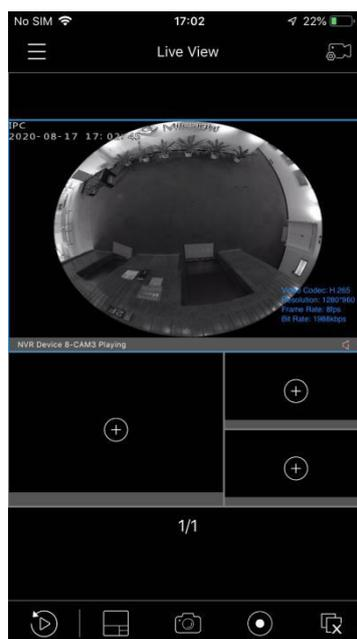 No SIM 17:02 22%
Live View
IPC
2020-08-17 17:02:45
Video Codec: H.265
Resolution: 1280*960
Frame Rate: 8fps
Bit Rate: 1988kbps
NVR Device 8-CAM3 Playing
1/1